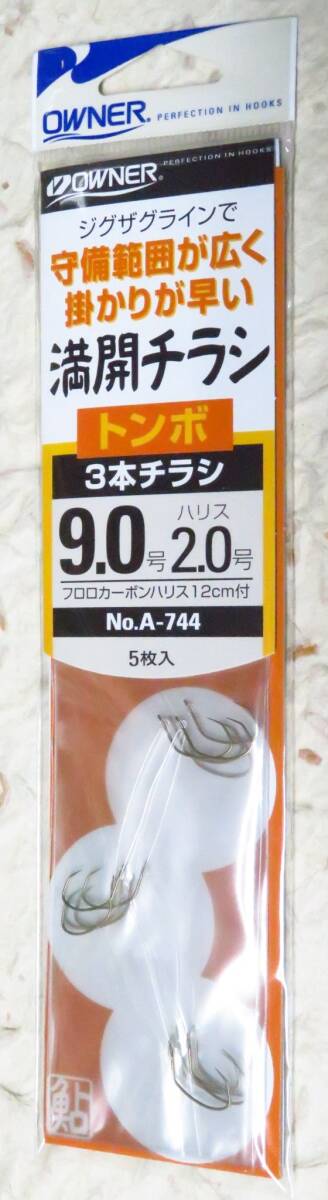 OWNER. PERFECTION IN HOOKS
PERFECTION IN HOOKS
OWNER®
ジグザグラインで
守備範囲が広く
掛かりが早い
満開チラシ
トンボ
3本チラシ
ハリス
9.0号 2.0号
フロロカーボンハリス12cm付
No.A-744
5枚入
鮎